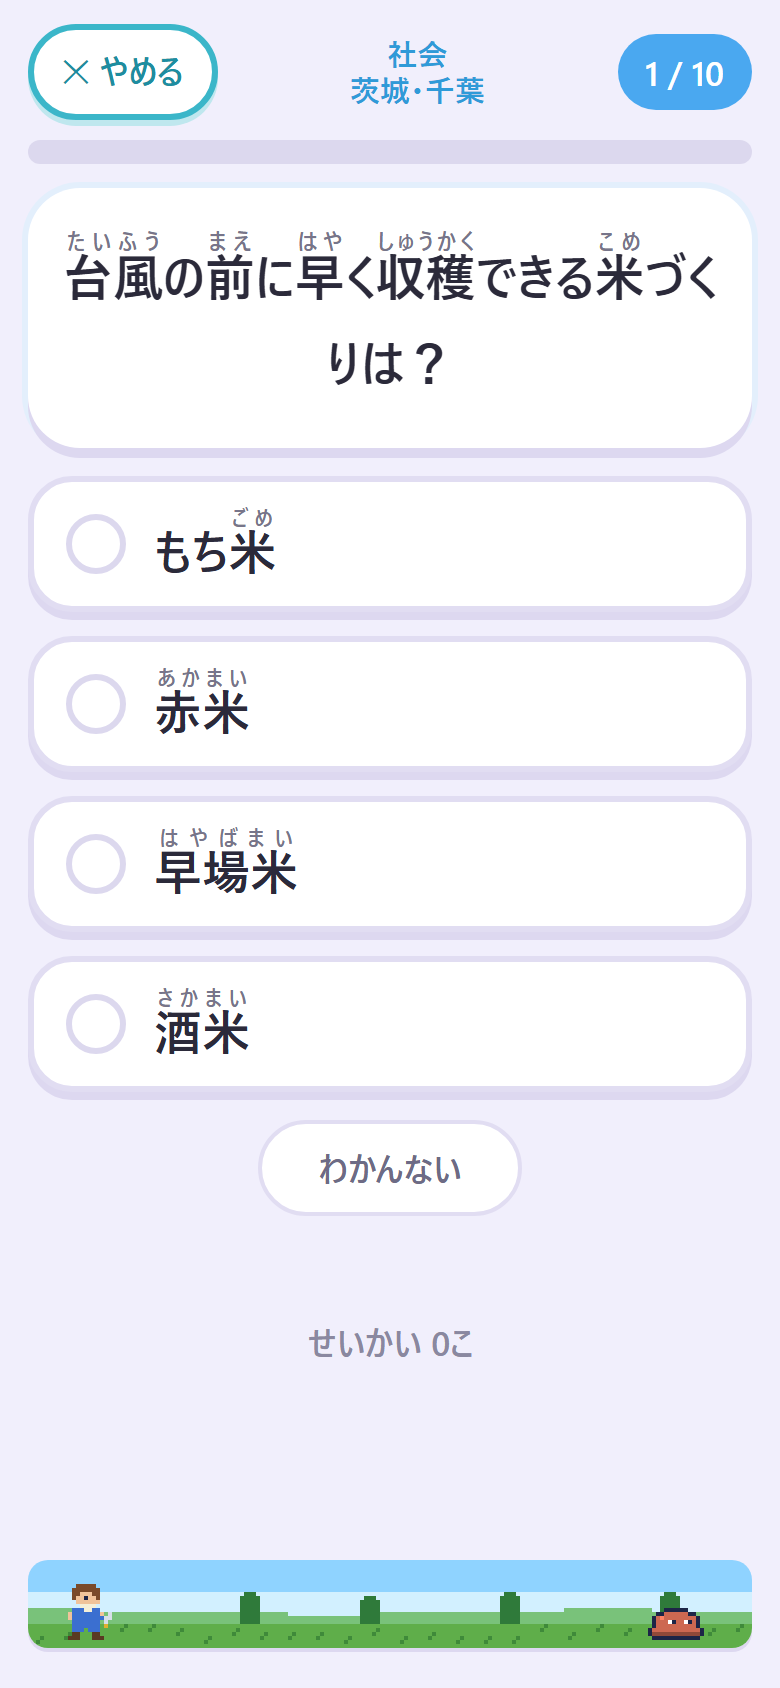 × やめる
社会
茨城・千葉
1 / 10
たいふう まえ はや しゅうかく こめ
台風の前に早く収穫できる米づく
りは？
ごめ
もち米
あかまい
赤米
はやばまい
早場米
さかまい
酒米
わかんない
せいかい 0こ